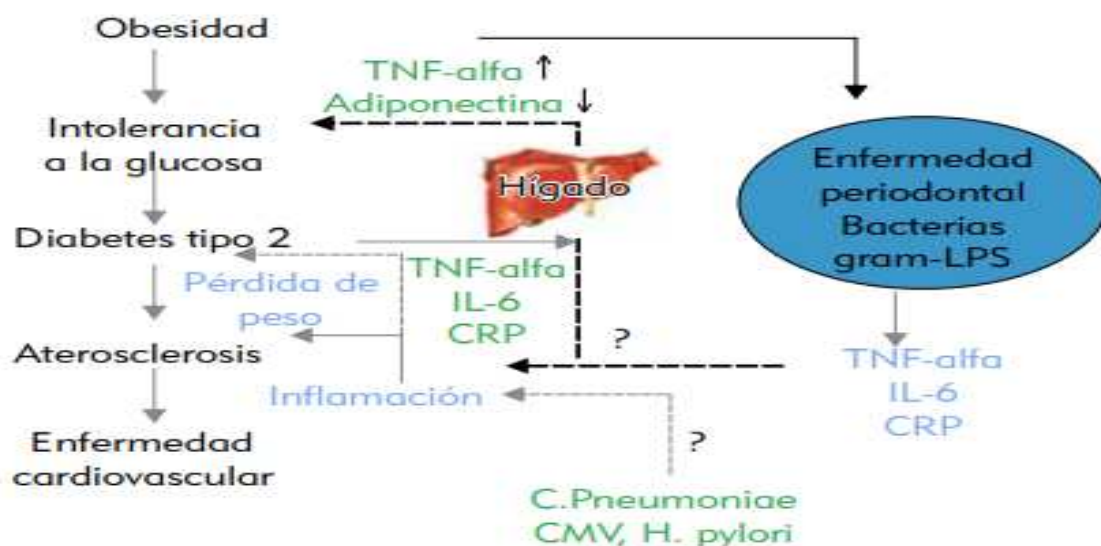 Obesidad
TNF-alfa ↑
Adiponectina ↓
Intolerancia
a la glucosa
Hígado
Enfermedad
periodontal
Bacterias
gram-LPS
Diabetes tipo 2
Pérdida de
peso
TNF-alfa
IL-6
CRP
?
Aterosclerosis
TNF-alfa
IL-6
CRP
Inflamación
?
Enfermedad
cardiovascular
C.Pneumoniae
CMV, H. pylori